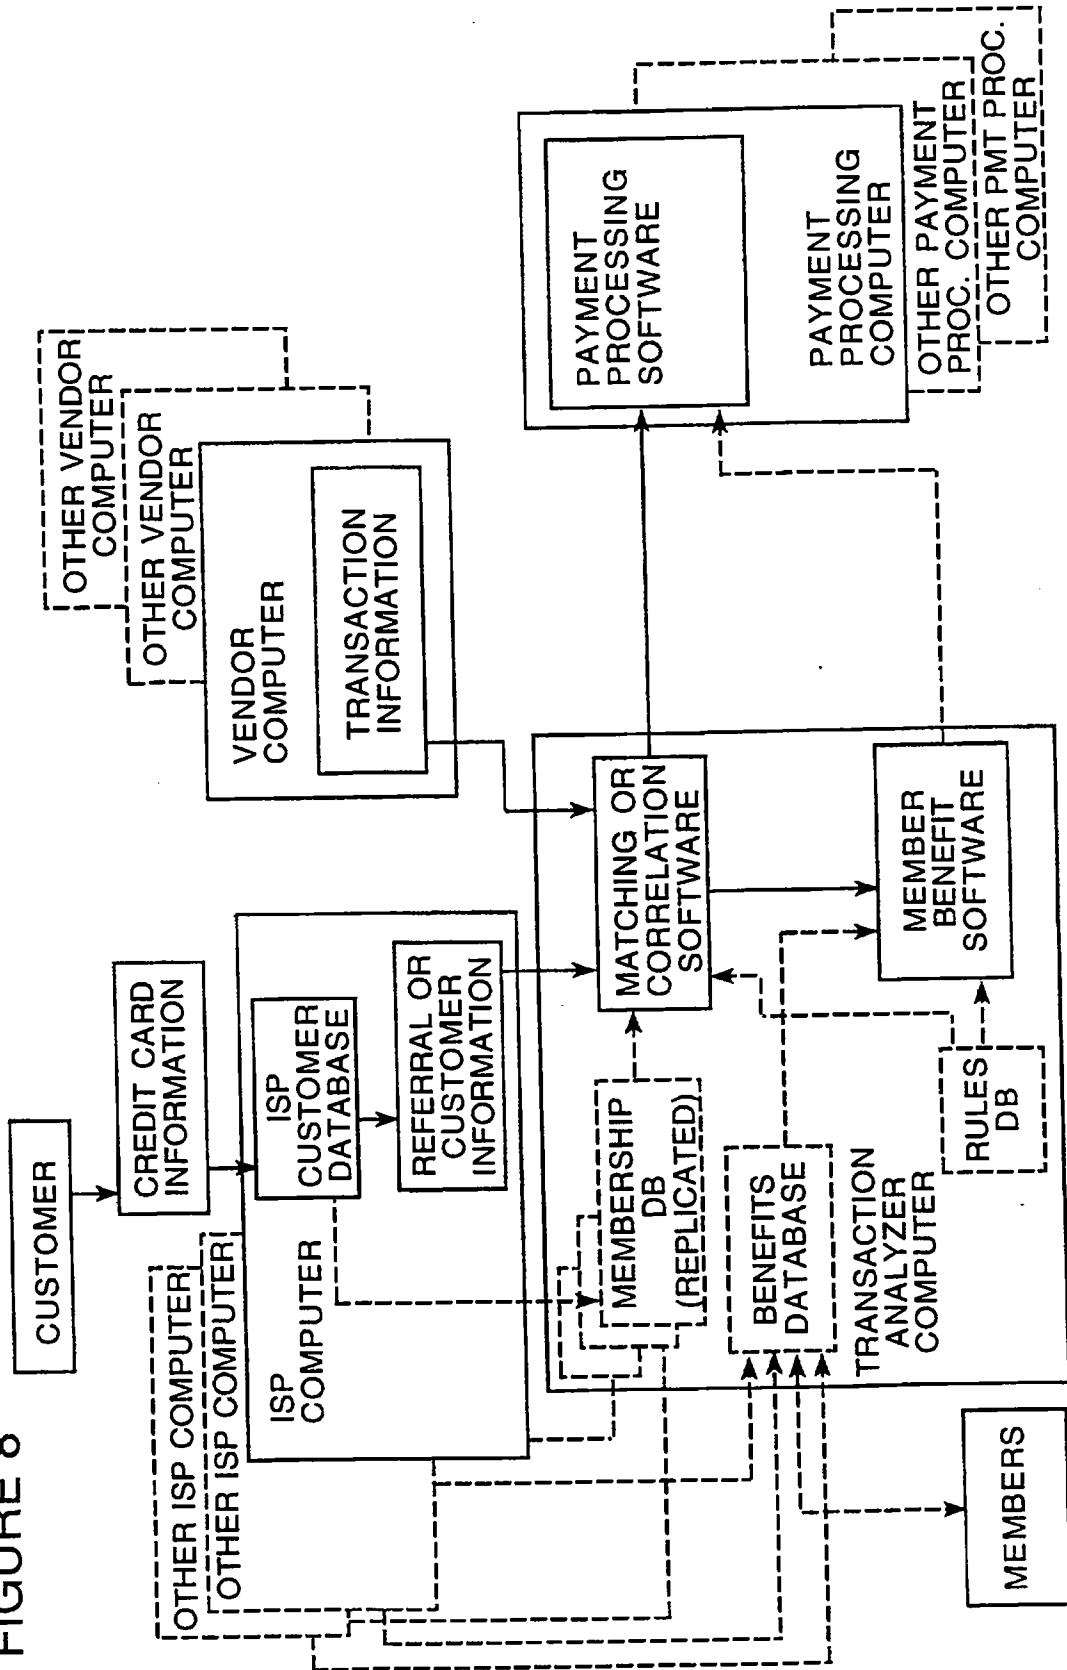 FIGURE 8
CUSTOMER
CREDIT CARD
INFORMATION
OTHER ISP COMPUTER
OTHER ISP COMPUTER
ISP
COMPUTER
ISP
CUSTOMER
DATABASE
REFERRAL OR
CUSTOMER
INFORMATION
OTHER VENDOR
COMPUTER
OTHER VENDOR
COMPUTER
VENDOR
COMPUTER
TRANSACTION
INFORMATION
MEMBERSHIP
DB
(REPLICATED)
MATCHING OR
CORRELATION
SOFTWARE
BENEFITS
DATABASE
TRANSACTION
ANALYZER
COMPUTER
RULES
DB
MEMBER
BENEFIT
SOFTWARE
MEMBERS
PAYMENT
PROCESSING
SOFTWARE
PAYMENT
PROCESSING
COMPUTER
OTHER PAYMENT
PROC. COMPUTER
OTHER PMT PROC.
COMPUTER